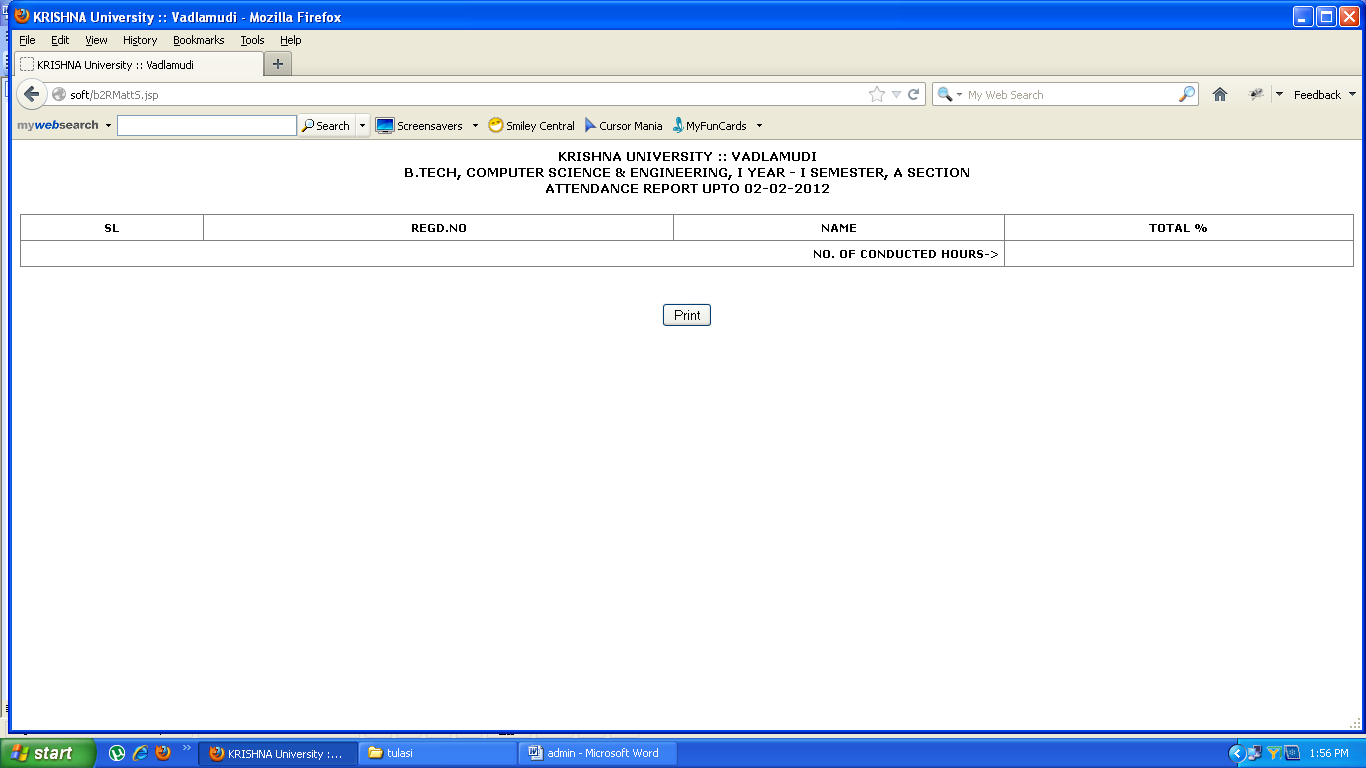 KRISHNA University :: Vadlamudi - Mozilla Firefox
File Edit View History Bookmarks Tools Help
KRISHNA University :: Vadlamudi
soft/b2RMattS.jsp My Web Search Feedback
mywebsearch Search Screensavers Smiley Central Cursor Mania MyFunCards
KRISHNA UNIVERSITY :: VADLAMUDI
B.TECH, COMPUTER SCIENCE & ENGINEERING, I YEAR - I SEMESTER, A SECTION
ATTENDANCE REPORT UPTO 02-02-2012
SL REGD.NO NAME TOTAL %
NO. OF CONDUCTED HOURS->
Print
start KRISHNA University :... tulasi admin - Microsoft Word 1:56 PM